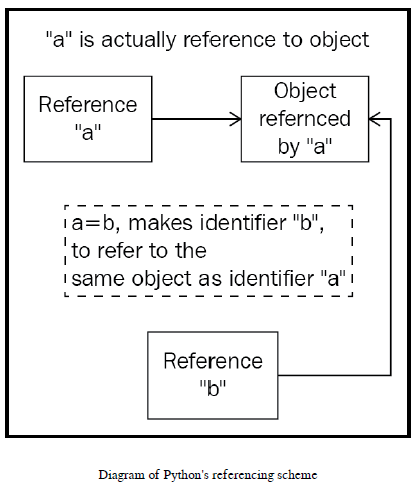 "a" is actually reference to object
Reference
"a"
Object
refernced
by "a"
a=b, makes identifier "b",
to refer to the
same object as identifier "a"
Reference
"b"
Diagram of Python's referencing scheme